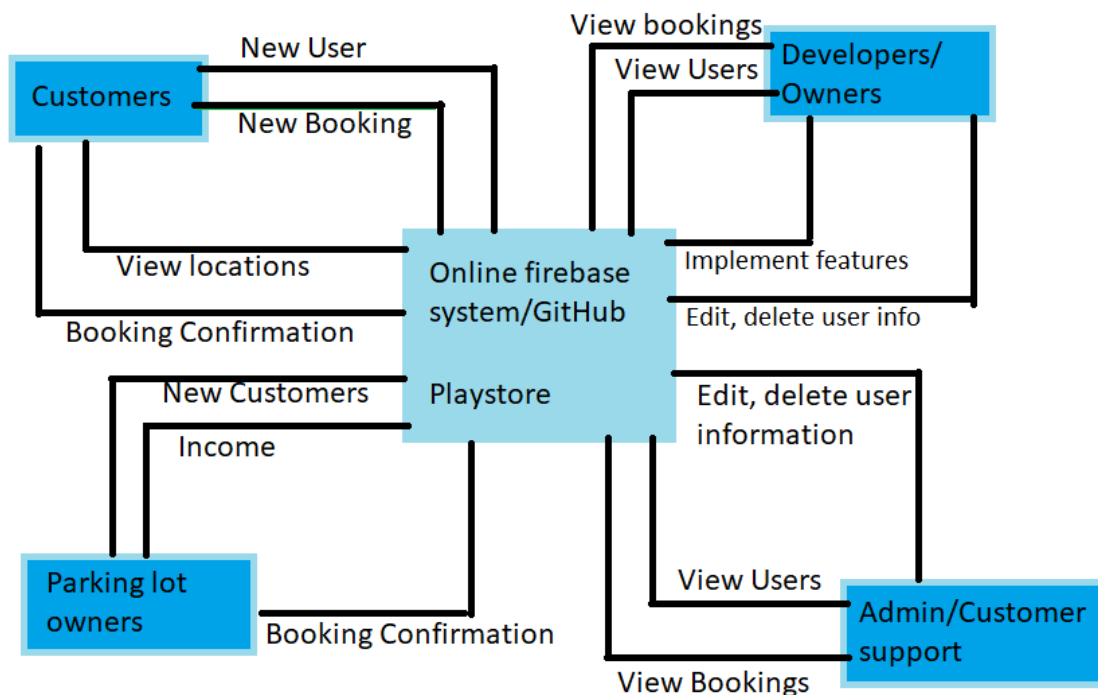 New User
Customers
New Booking
View locations
Booking Confirmation
View bookings
View Users
Developers/
Owners
Implement features
Edit, delete user info
Online firebase
system/GitHub
Playstore
New Customers
Income
Parking lot
owners
Booking Confirmation
Edit, delete user
information
View Users
Admin/Customer
support
View Bookings